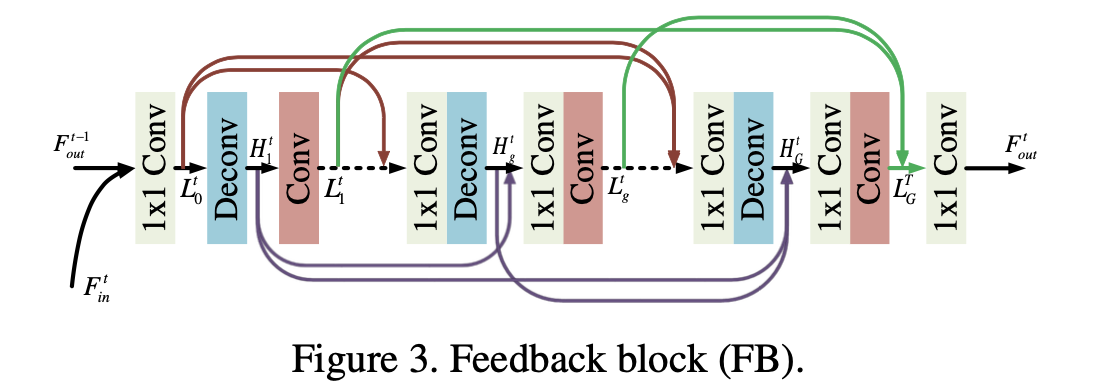 F_{out}^{t-1}
F_{in}^{t}
1x1 Conv
L_0^t
Deconv
H_1^t
Conv
L_1^t
1x1 Conv
Deconv
H_g^t
1x1 Conv
Conv
L_g^t
1x1 Conv
Deconv
H_G^t
1x1 Conv
Conv
L_G^T
1x1 Conv
F_{out}^t
Figure 3. Feedback block (FB).